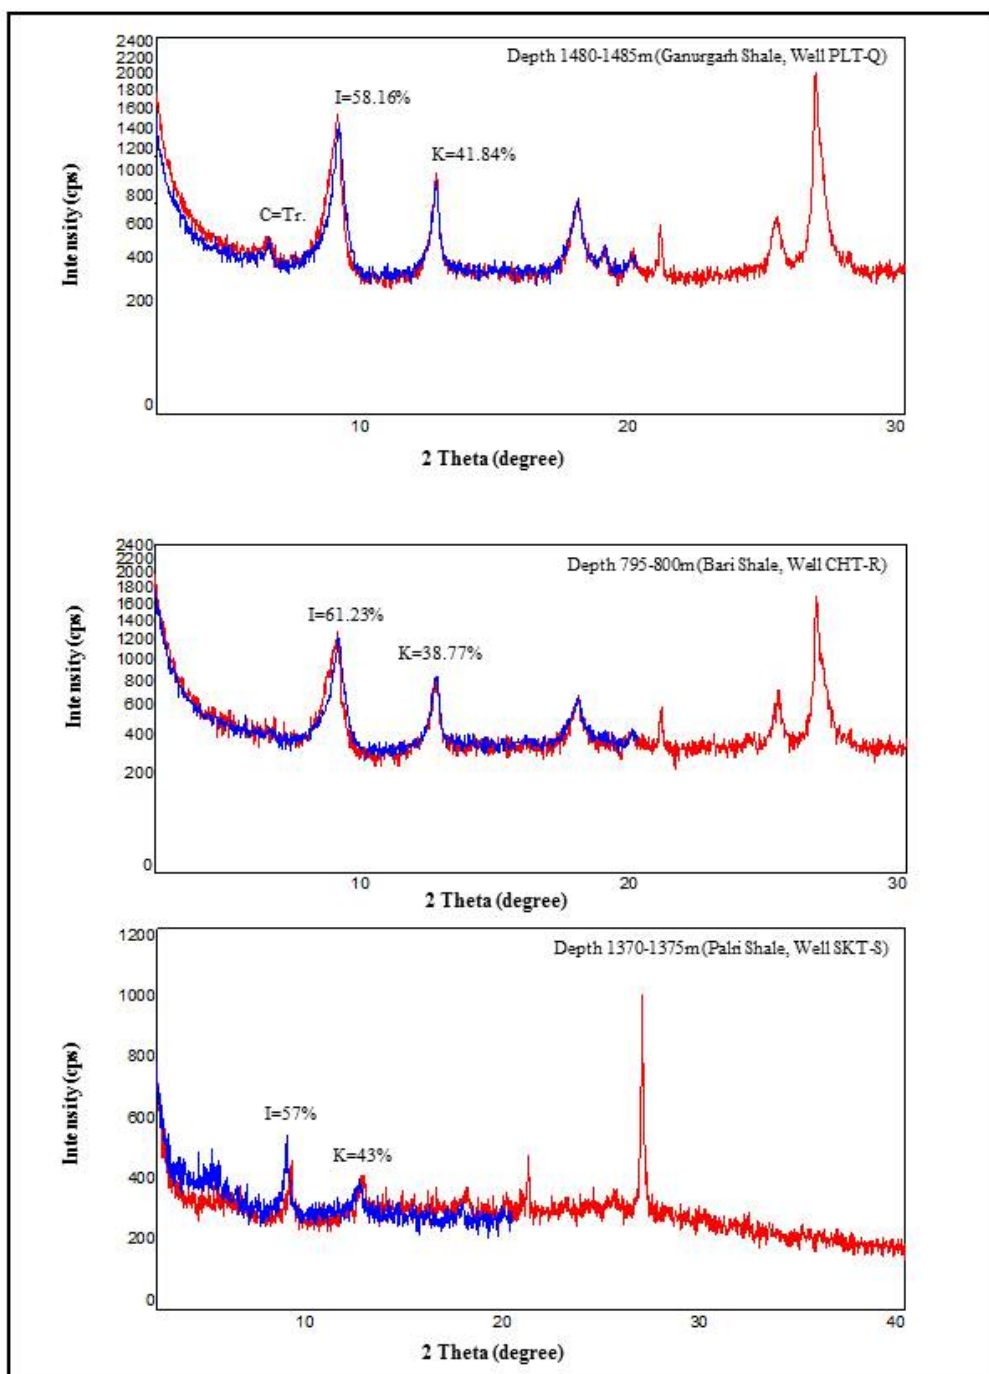 Depth 1480-1485m (Ganurgarh Shale, Well PLT-Q)
2400
2200
2000
1800
1600
1400
1200
1000
800
600
400
200
0
I=58.16%
K=41.84%
C=Tr.
Intensity (cps)
10 20 30
2 Theta (degree)
Depth 795-800m (Bari Shale, Well CHT-R)
2400
2200
2000
1800
1600
1400
1200
1000
800
600
400
200
0
I=61.23%
K=38.77%
Intensity (cps)
10 20 30
2 Theta (degree)
Depth 1370-1375m (Palri Shale, Well SKT-S)
1200
1000
800
600
400
200
0
I=57%
K=43%
Intensity (cps)
10 20 30 40
2 Theta (degree)